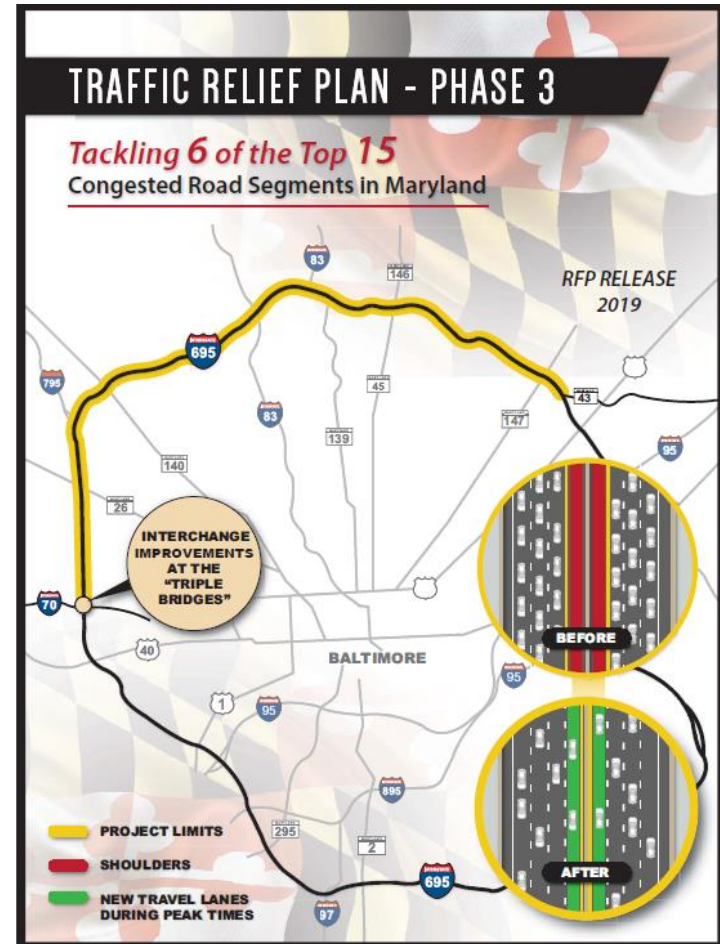 TRAFFIC RELIEF PLAN - PHASE 3
Tackling 6 of the Top 15
Congested Road Segments in Maryland
RFP RELEASE
2019
83
146
695
795
45
43
83
147
139
95
140
26
INTERCHANGE
IMPROVEMENTS
AT THE
"TRIPLE
BRIDGES"
70
BEFORE
40
BALTIMORE
95
1
95
895
295
2
AFTER
695
97
PROJECT LIMITS
SHOULDERS
NEW TRAVEL LANES
DURING PEAK TIMES